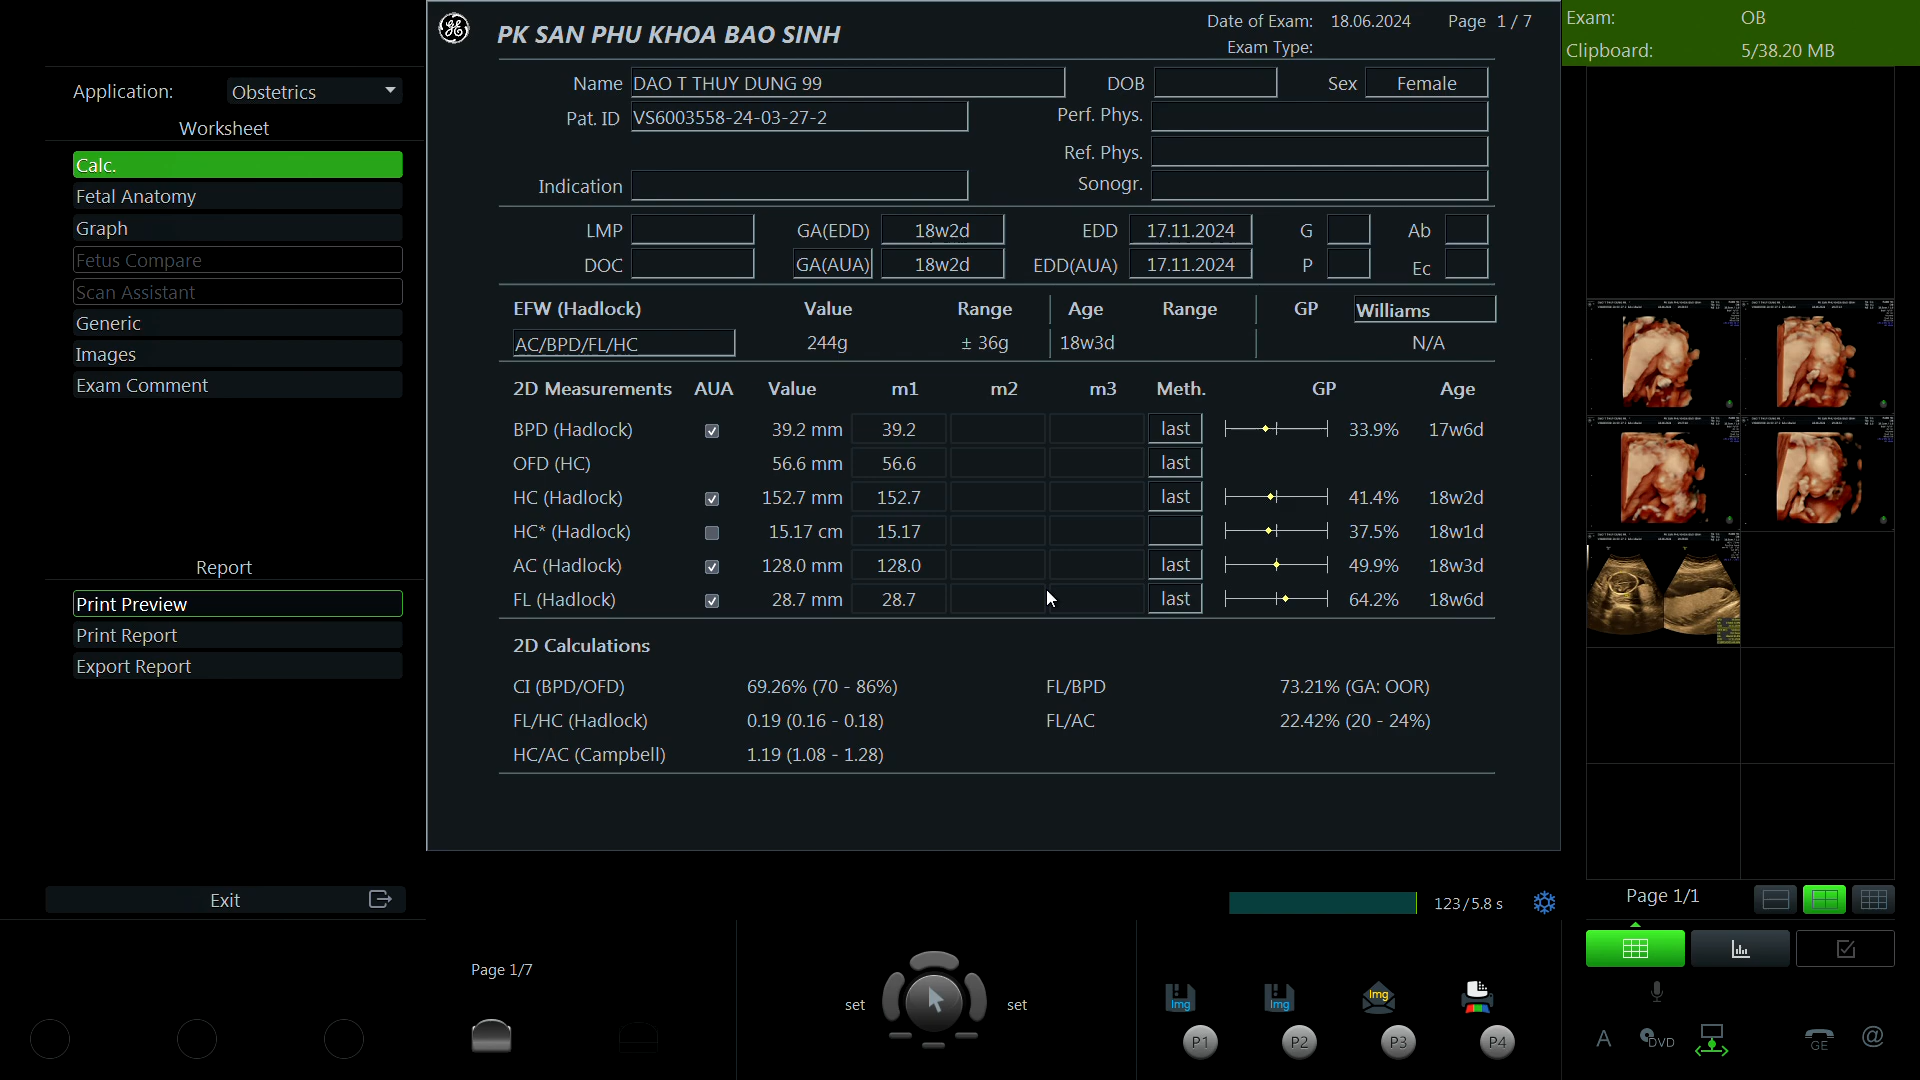 PK SAN PHU KHOA BAO SINH
Date of Exam: 18.06.2024 Page 1 / 7
Exam Type:
Exam: OB
Clipboard: 5/38.20 MB
Application: Obstetrics
Worksheet
Calc.
Fetal Anatomy
Graph
Fetus Compare
Scan Assistant
Generic
Images
Exam Comment
Report
Print Preview
Print Report
Export Report
Exit
Name DAO T THUY DUNG 99 DOB Sex Female
Pat. ID VS6003558-24-03-27-2 Perf. Phys.
Ref. Phys.
Indication Sonogr.
LMP GA(EDD) 18w2d EDD 17.11.2024 G Ab
DOC GA(AUA) 18w2d EDD(AUA) 17.11.2024 P Ec
EFW (Hadlock) Value Range Age Range GP Williams
AC/BPD/FL/HC 244g ± 36g 18w3d N/A
2D Measurements AUA Value m1 m2 m3 Meth. GP Age
BPD (Hadlock) 39.2 mm 39.2 last 33.9% 17w6d
OFD (HC) 56.6 mm 56.6 last
HC (Hadlock) 152.7 mm 152.7 last 41.4% 18w2d
HC* (Hadlock) 15.17 cm 15.17 37.5% 18w1d
AC (Hadlock) 128.0 mm 128.0 last 49.9% 18w3d
FL (Hadlock) 28.7 mm 28.7 last 64.2% 18w6d
2D Calculations
CI (BPD/OFD) 69.26% (70 - 86%) FL/BPD 73.21% (GA: OOR)
FL/HC (Hadlock) 0.19 (0.16 - 0.18) FL/AC 22.42% (20 - 24%)
HC/AC (Campbell) 1.19 (1.08 - 1.28)
123/5.8 s
Page 1/1
Page 1/7
set set
Img Img Img
P1 P2 P3 P4
A DVD GE @